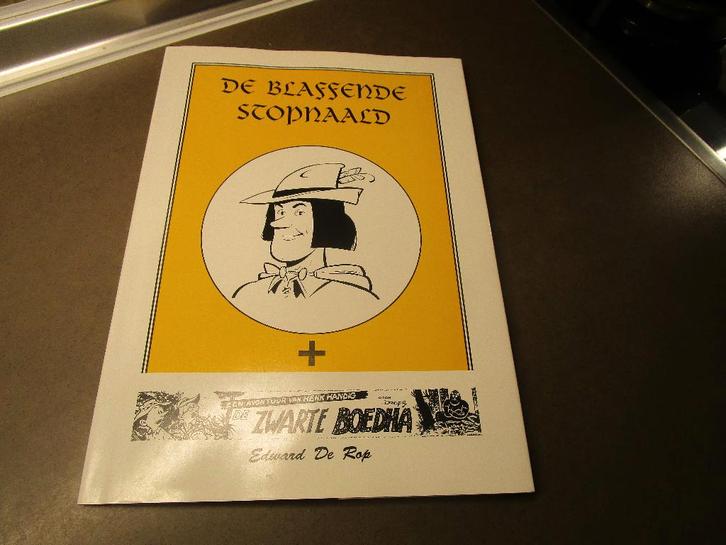 DE BLAFFENDE
STOPNAALD
+
EEN AVONTUUR VAN HENK HANDIG
DE ZWARTE BOEDHA
Edward De Rop